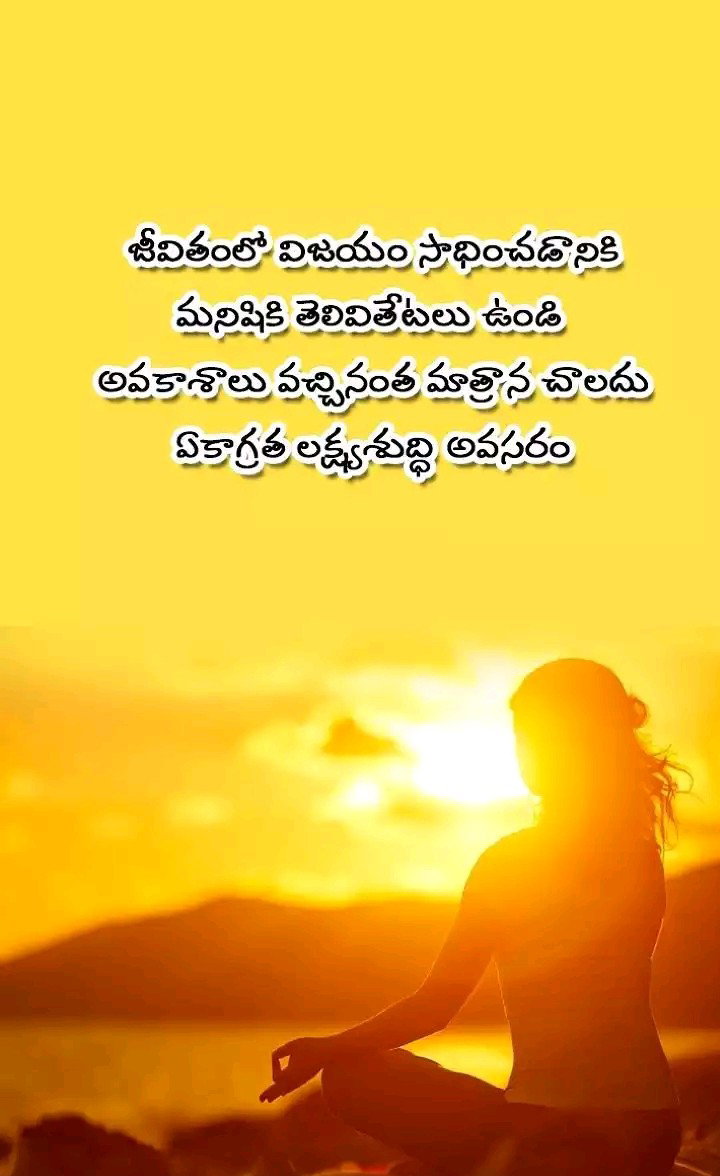 జీవితంలో విజయం సాధించడానికి
మనిషికి తెలివితేటలు ఉండి
అవకాశాలు వచ్చినంత మాత్రాన చాలదు
ఏకాగ్రత లక్ష్యశుద్ధి అవసరం